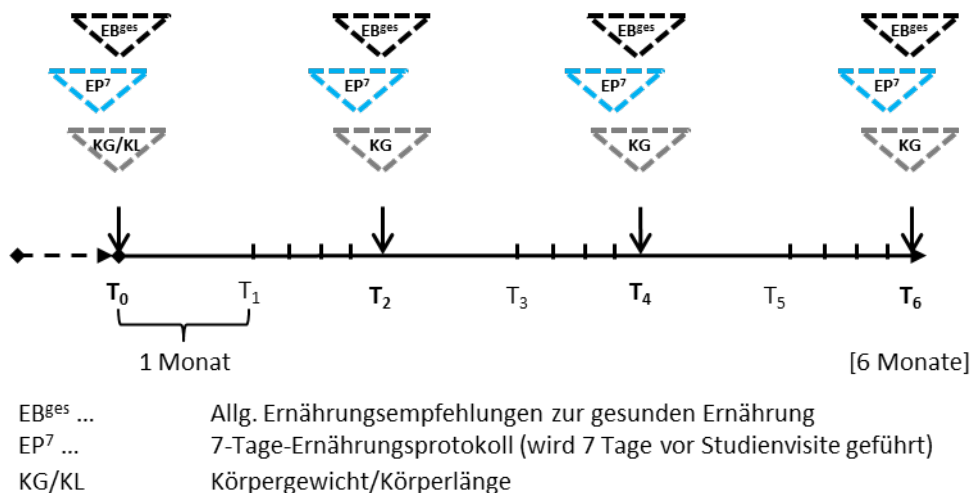 EBges EBges EBges EBges
EP7 EP7 EP7 EP7
KG/KL KG KG KG
T0 T1 T2 T3 T4 T5 T6
1 Monat [6 Monate]
EBges ... Allg. Ernährungsempfehlungen zur gesunden Ernährung
EP7 ... 7-Tage-Ernährungsprotokoll (wird 7 Tage vor Studienvisite geführt)
KG/KL Körpergewicht/Körperlänge